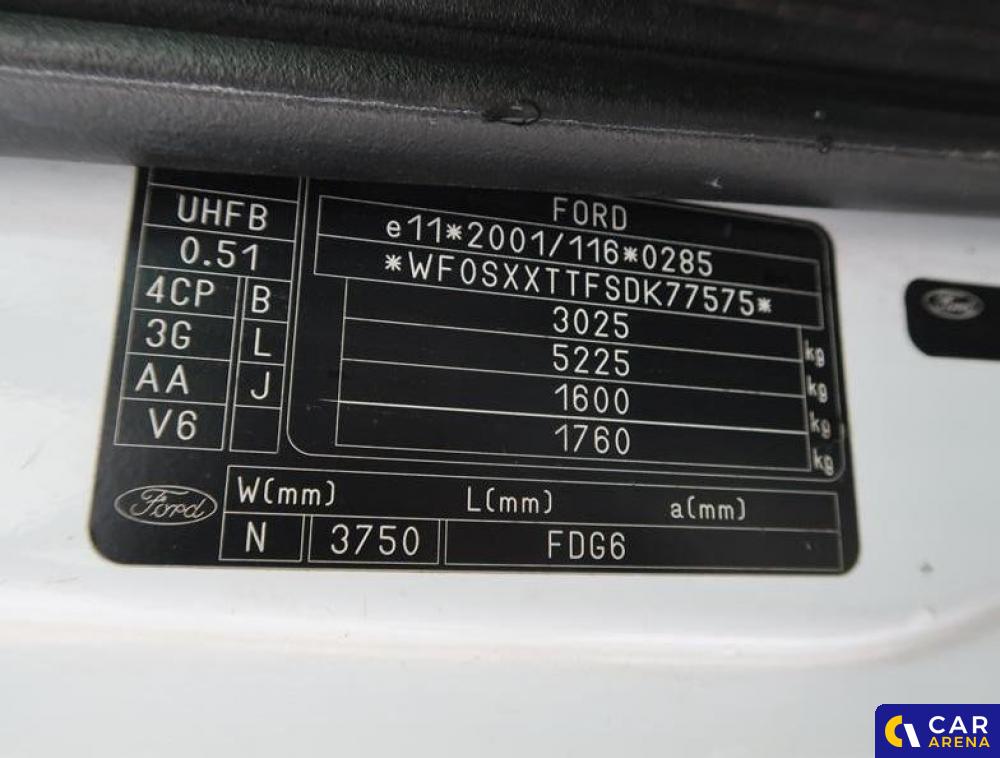 FORD
e11*2001/116*0285
*WF0SXXTTFSDK77575*
3025 kg
5225 kg
1600 kg
1760 kg
UHFB
0.51
4CP B
3G L
AA J
V6
Ford
W(mm) L(mm) a(mm)
N 3750 FDG6
Ford
CAR
ARENA